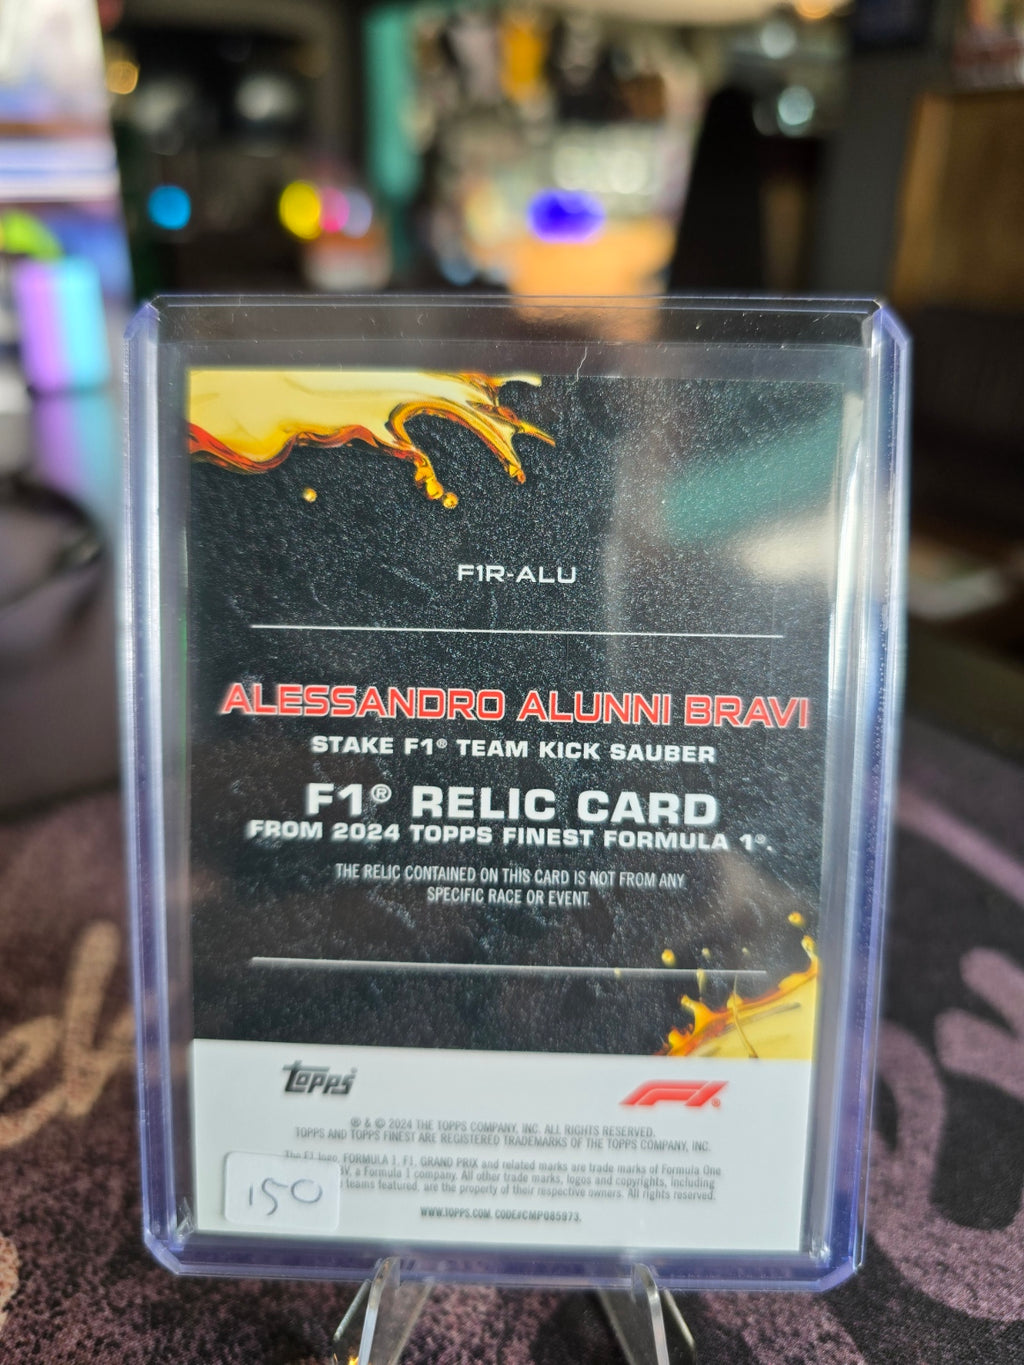 F1R-ALU
ALESSANDRO ALUNNI BRAVI
STAKE F1® TEAM KICK SAUBER
F1® RELIC CARD
FROM 2024 TOPPS FINEST FORMULA 1®.
THE RELIC CONTAINED ON THIS CARD IS NOT FROM ANY
SPECIFIC RACE OR EVENT.
topps
F1®
® & © 2024 THE TOPPS COMPANY, INC. ALL RIGHTS RESERVED.
TOPPS AND TOPPS FINEST ARE REGISTERED TRADEMARKS OF THE TOPPS COMPANY, INC.
The F1 logo, FORMULA 1, F1, GRAND PRIX and related marks are trade marks of Formula One
BV, a Formula 1 company. All other trade marks, logos and copyrights, including
teams featured, are the property of their respective owners. All rights reserved.
WWW.TOPPS.COM. CODE#CMP085973.
150